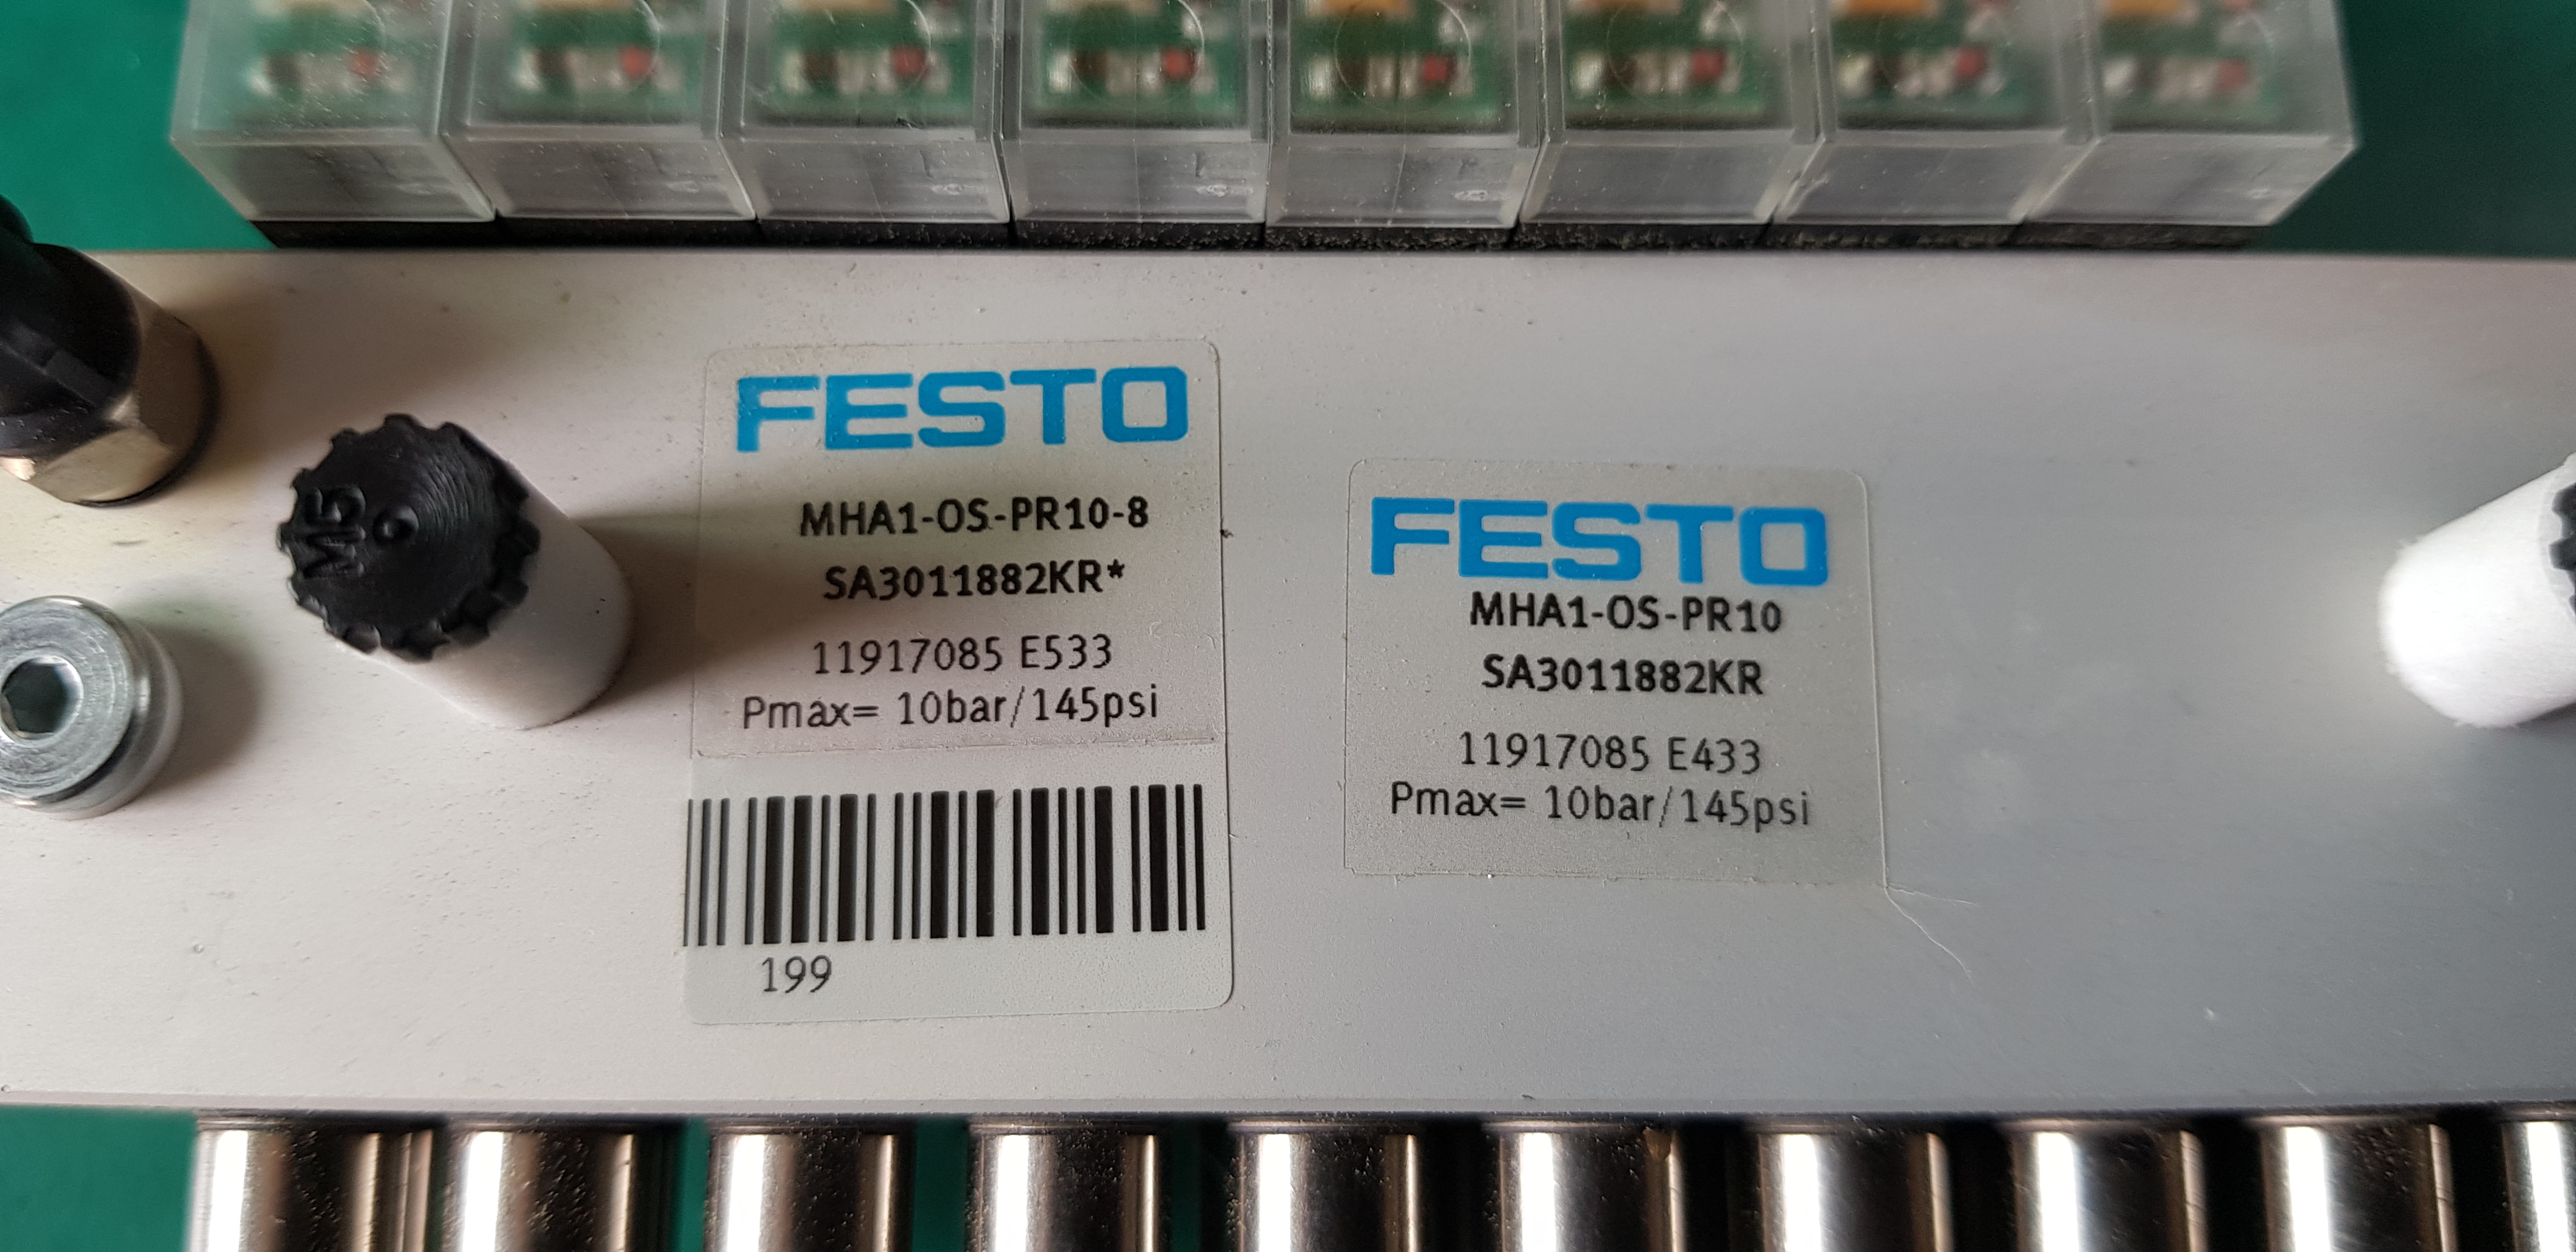 M5
FESTO
MHA1-OS-PR10-8
SA3011882KR*
11917085 E533
Pmax= 10bar/145psi
199
FESTO
MHA1-OS-PR10
SA3011882KR
11917085 E433
Pmax= 10bar/145psi